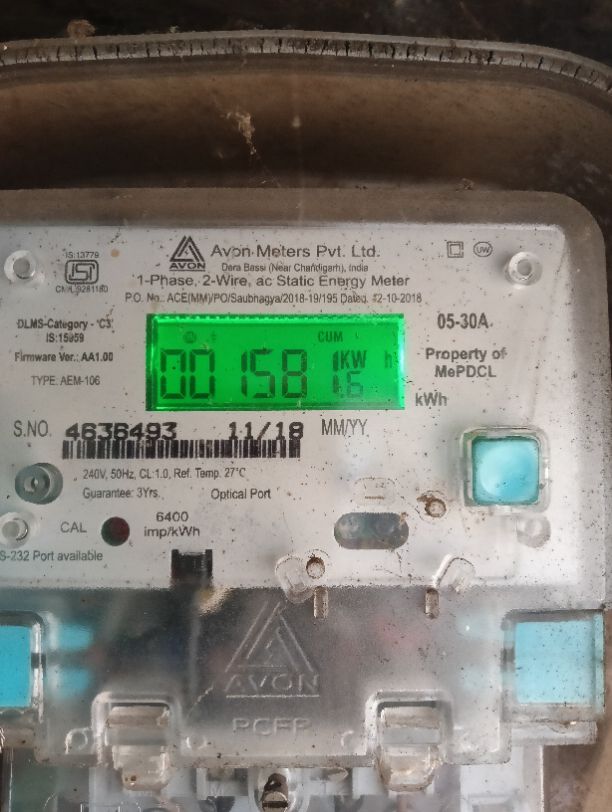 Avon Meters Pvt. Ltd.
AVON
Dera Bassi (Near Chandigarh), India
UW
IS:13779
1-Phase, 2-Wire, ac Static Energy Meter
P.O. No.: ACE(MM)/PO/Saubhagya/2018-19/195 Dated. 12-10-2018
DLMS-Category - 'C3'
IS:15959
Firmware Ver.: AA1.00
TYPE: AEM-106
CUM
KW h
001581.6
kWh
05-30A
Property of
MePDCL
S.NO. 4636493 11/18 MM/YY
240V, 50Hz, CL:1.0, Ref. Temp. 27°C
Guarantee: 3Yrs. Optical Port
CAL
6400
imp/kWh
S-232 Port available
AVON